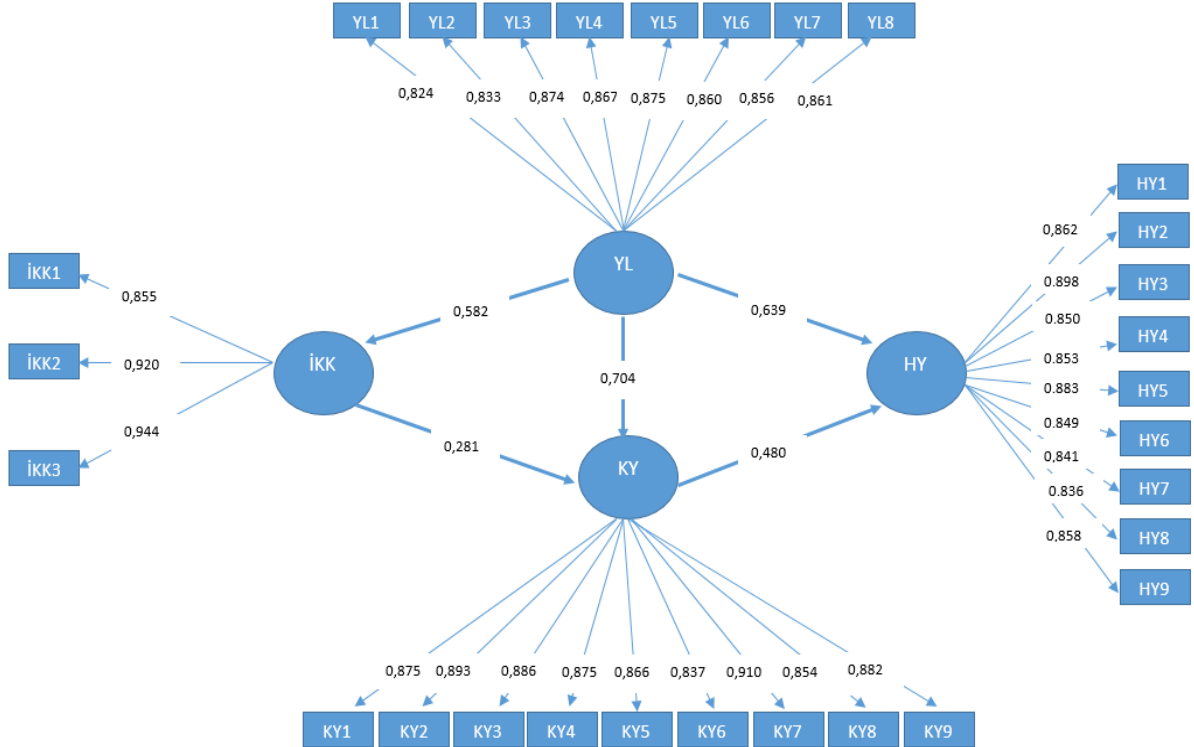 YL1 YL2 YL3 YL4 YL5 YL6 YL7 YL8
0,824 0,833 0,874 0,867 0,875 0,860 0,856 0,861
HY1
0,862
HY2
YL
İKK1
0.898
HY3
0,855
0,582
0,639
0.850
HY4
İKK2
0,920
İKK
HY
0.853
0,704
0.883
HY5
0.849
HY6
0,944
0,281
0,480
0,841
İKK3
KY
HY7
0.836
0,858
HY8
HY9
0,875 0,893 0,886 0,875 0,866 0,837 0,910 0,854 0,882
KY1 KY2 KY3 KY4 KY5 KY6 KY7 KY8 KY9